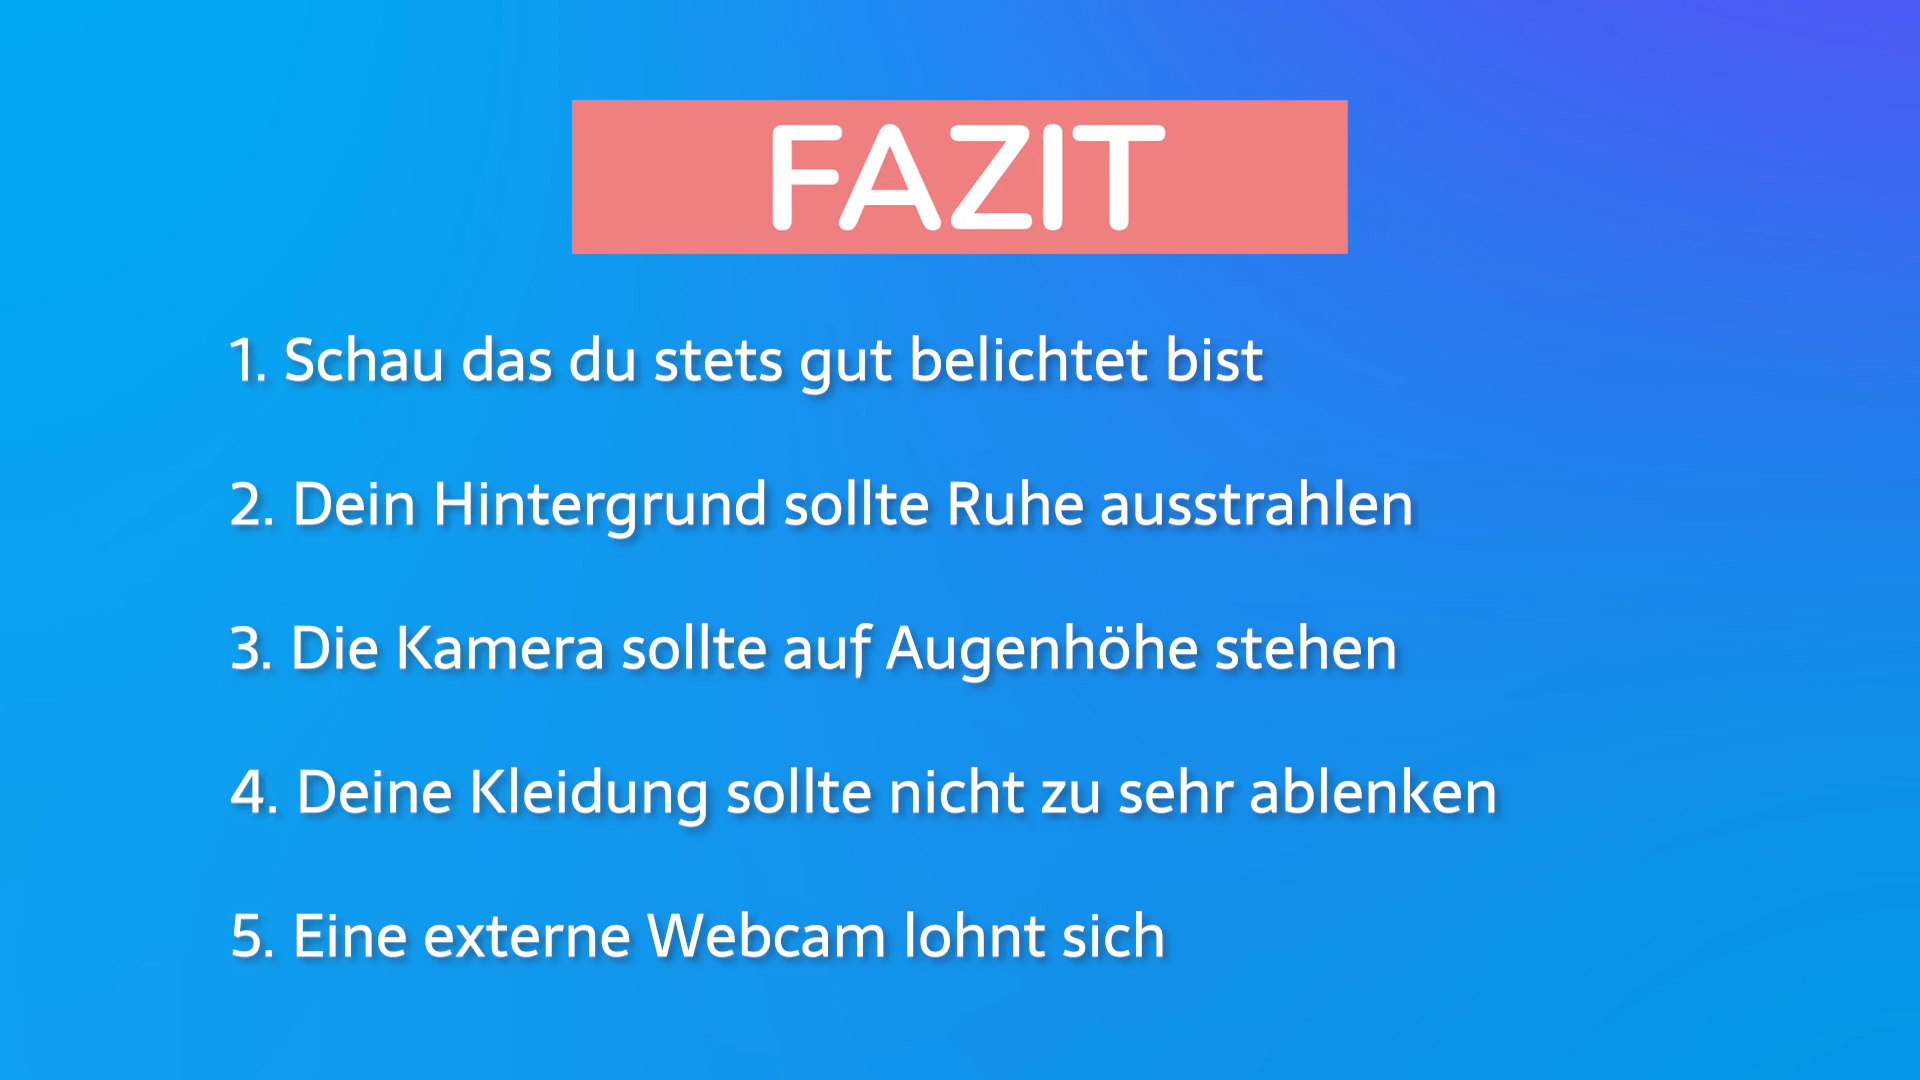 FAZIT
1. Schau das du stets gut belichtet bist
2. Dein Hintergrund sollte Ruhe ausstrahlen
3. Die Kamera sollte auf Augenhöhe stehen
4. Deine Kleidung sollte nicht zu sehr ablenken
5. Eine externe Webcam lohnt sich